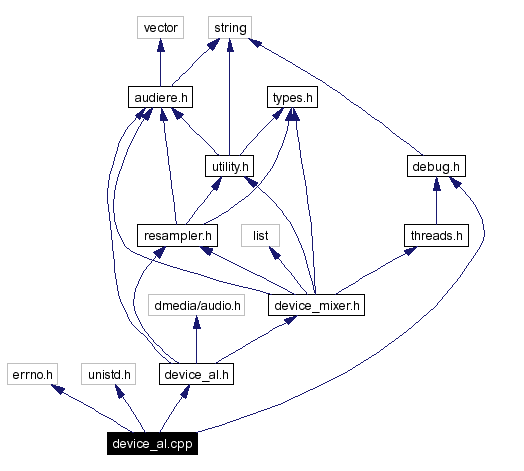 vector
string
audiere.h
types.h
utility.h
debug.h
resampler.h
list
threads.h
dmedia/audio.h
device_mixer.h
errno.h
unistd.h
device_al.h
device_al.cpp